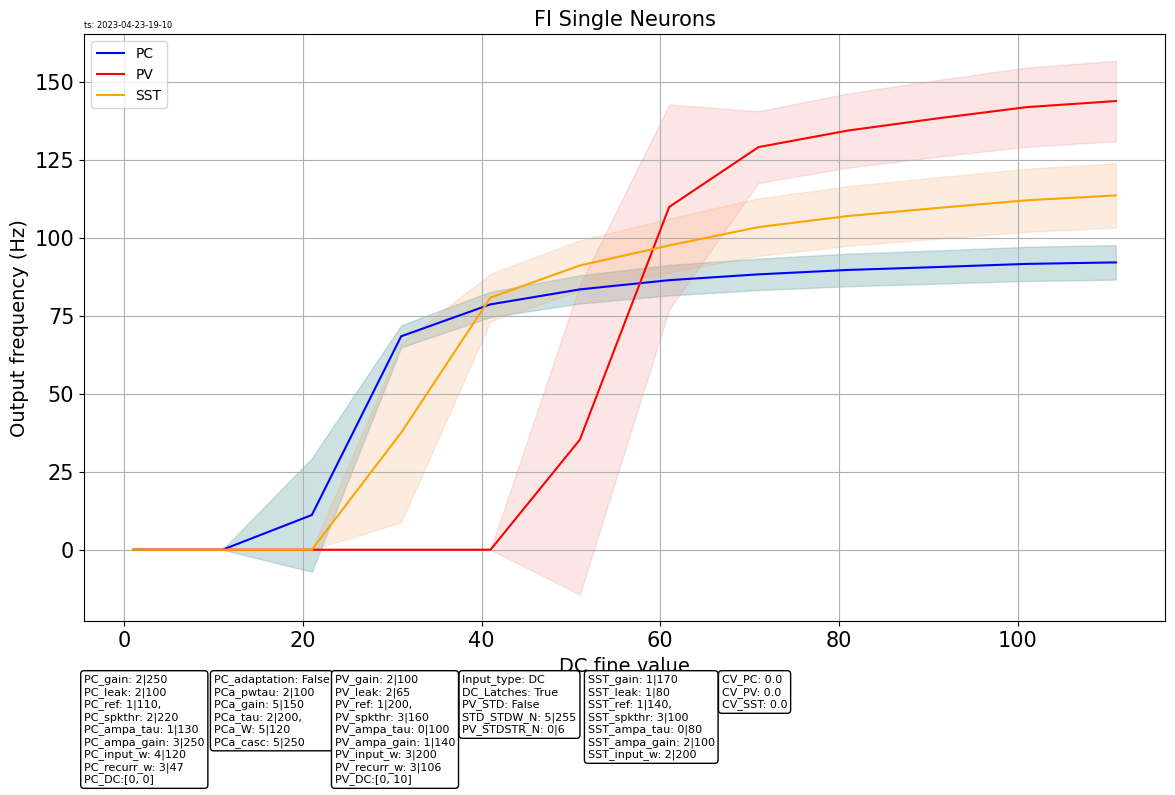 FI Single Neurons
ts: 2023-04-23-19-10
PC
PV
SST
Output frequency (Hz)
150
125
100
75
50
25
0
0 20 40 60 80 100
DC fine value
PC_gain: 2|250
PC_leak: 2|100
PC_ref: 1|110,
PC_spkthr: 2|220
PC_ampa_tau: 1|130
PC_ampa_gain: 3|250
PC_input_w: 4|120
PC_recurr_w: 3|47
PC_DC:[0, 0]
PC_adaptation: False
PCa_pwtau: 2|100
PCa_gain: 5|150
PCa_tau: 2|200,
PCa_W: 5|120
PCa_casc: 5|250
PV_gain: 2|100
PV_leak: 2|65
PV_ref: 1|200,
PV_spkthr: 3|160
PV_ampa_tau: 0|100
PV_ampa_gain: 1|140
PV_input_w: 3|200
PV_recurr_w: 3|106
PV_DC:[0, 10]
Input_type: DC
DC_Latches: True
PV_STD: False
STD_STDW_N: 5|255
PV_STDSTR_N: 0|6
SST_gain: 1|170
SST_leak: 1|80
SST_ref: 1|140,
SST_spkthr: 3|100
SST_ampa_tau: 0|80
SST_ampa_gain: 2|100
SST_input_w: 2|200
CV_PC: 0.0
CV_PV: 0.0
CV_SST: 0.0